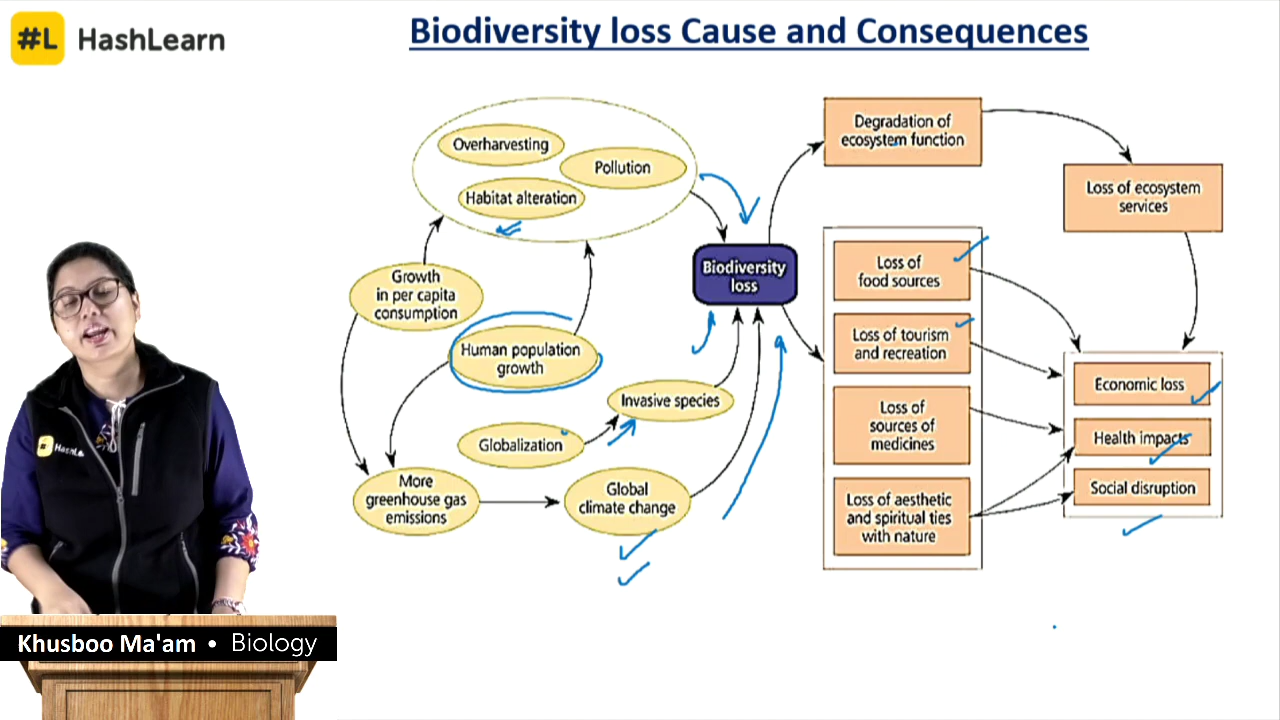 #L HashLearn
Biodiversity loss Cause and Consequences
Overharvesting
Pollution
Habitat alteration
Growth
in per capita
consumption
Human population
growth
Invasive species
Globalization
More
greenhouse gas
emissions
Global
climate change
Biodiversity
loss
Degradation of
ecosystem function
Loss of ecosystem
services
Loss of
food sources
Loss of tourism
and recreation
Loss of
sources of
medicines
Loss of aesthetic
and spiritual ties
with nature
Economic loss
Health impacts
Social disruption
HashLea
Khusboo Ma'am • Biology